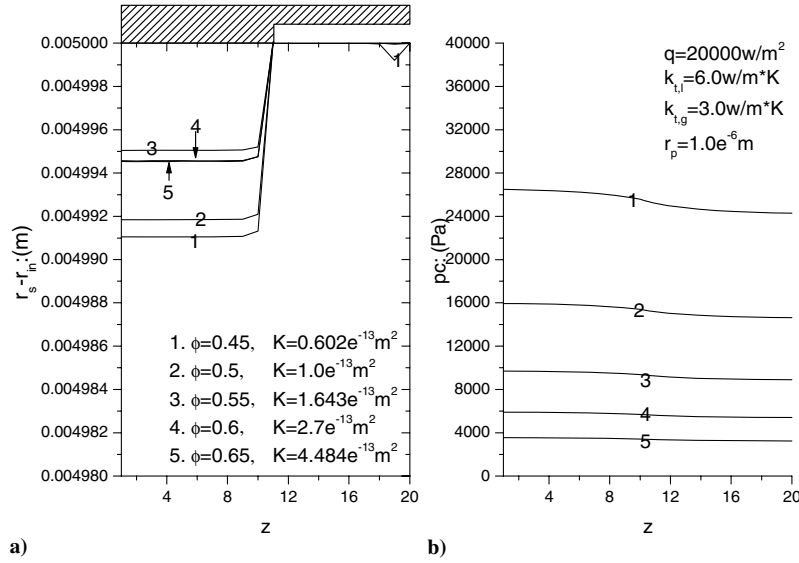 0.005000
0.004998
0.004996
0.004994
0.004992
0.004990
0.004988
0.004986
0.004984
0.004982
0.004980
r_s-r_in:(m)
1
4
3
5
2
1
1. ϕ=0.45, K=0.602e^-13m^2
2. ϕ=0.5, K=1.0e^-13m^2
3. ϕ=0.55, K=1.643e^-13m^2
4. ϕ=0.6, K=2.7e^-13m^2
5. ϕ=0.65, K=4.484e^-13m^2
4 8 12 16 20
z
a)
40000
36000
32000
28000
24000
20000
16000
12000
8000
4000
0
pc: (Pa)
q=20000w/m^2
k_t,l=6.0w/m*K
k_t,g=3.0w/m*K
r_p=1.0e^-6m
1
2
3
4
5
4 8 12 16 20
z
b)